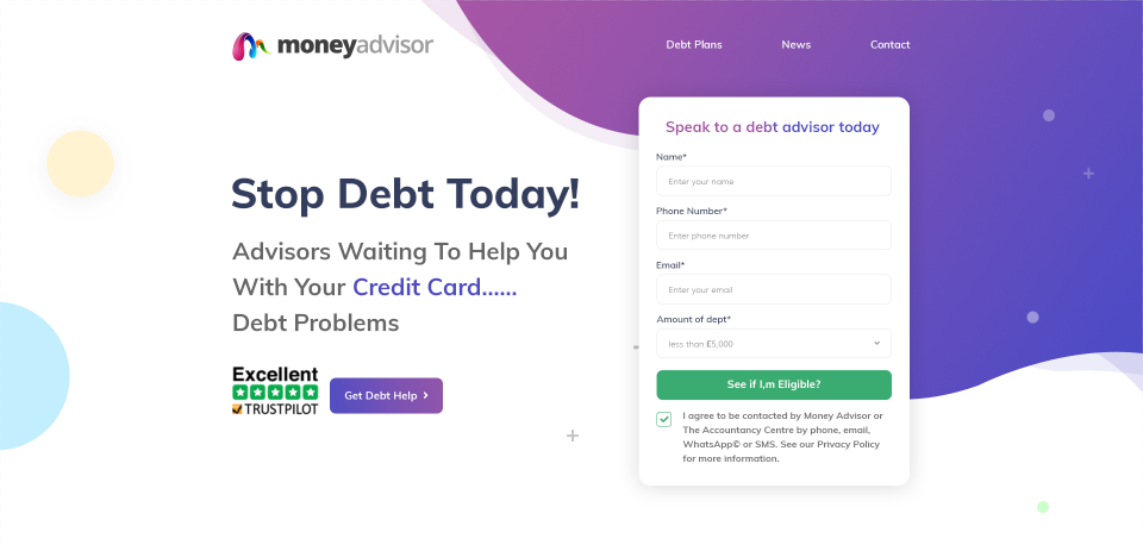 moneyadvisor
Debt Plans
News
Contact
Stop Debt Today!
Advisors Waiting To Help You
With Your Credit Card......
Debt Problems
Excellent
TRUSTPILOT
Get Debt Help
Speak to a debt advisor today
Name*
Enter your name
Phone Number*
Enter phone number
Email*
Enter your email
Amount of dept*
less than £5,000
See if I,m Eligible?
I agree to be contacted by Money Advisor or
The Accountancy Centre by phone, email,
WhatsApp© or SMS. See our Privacy Policy
for more information.